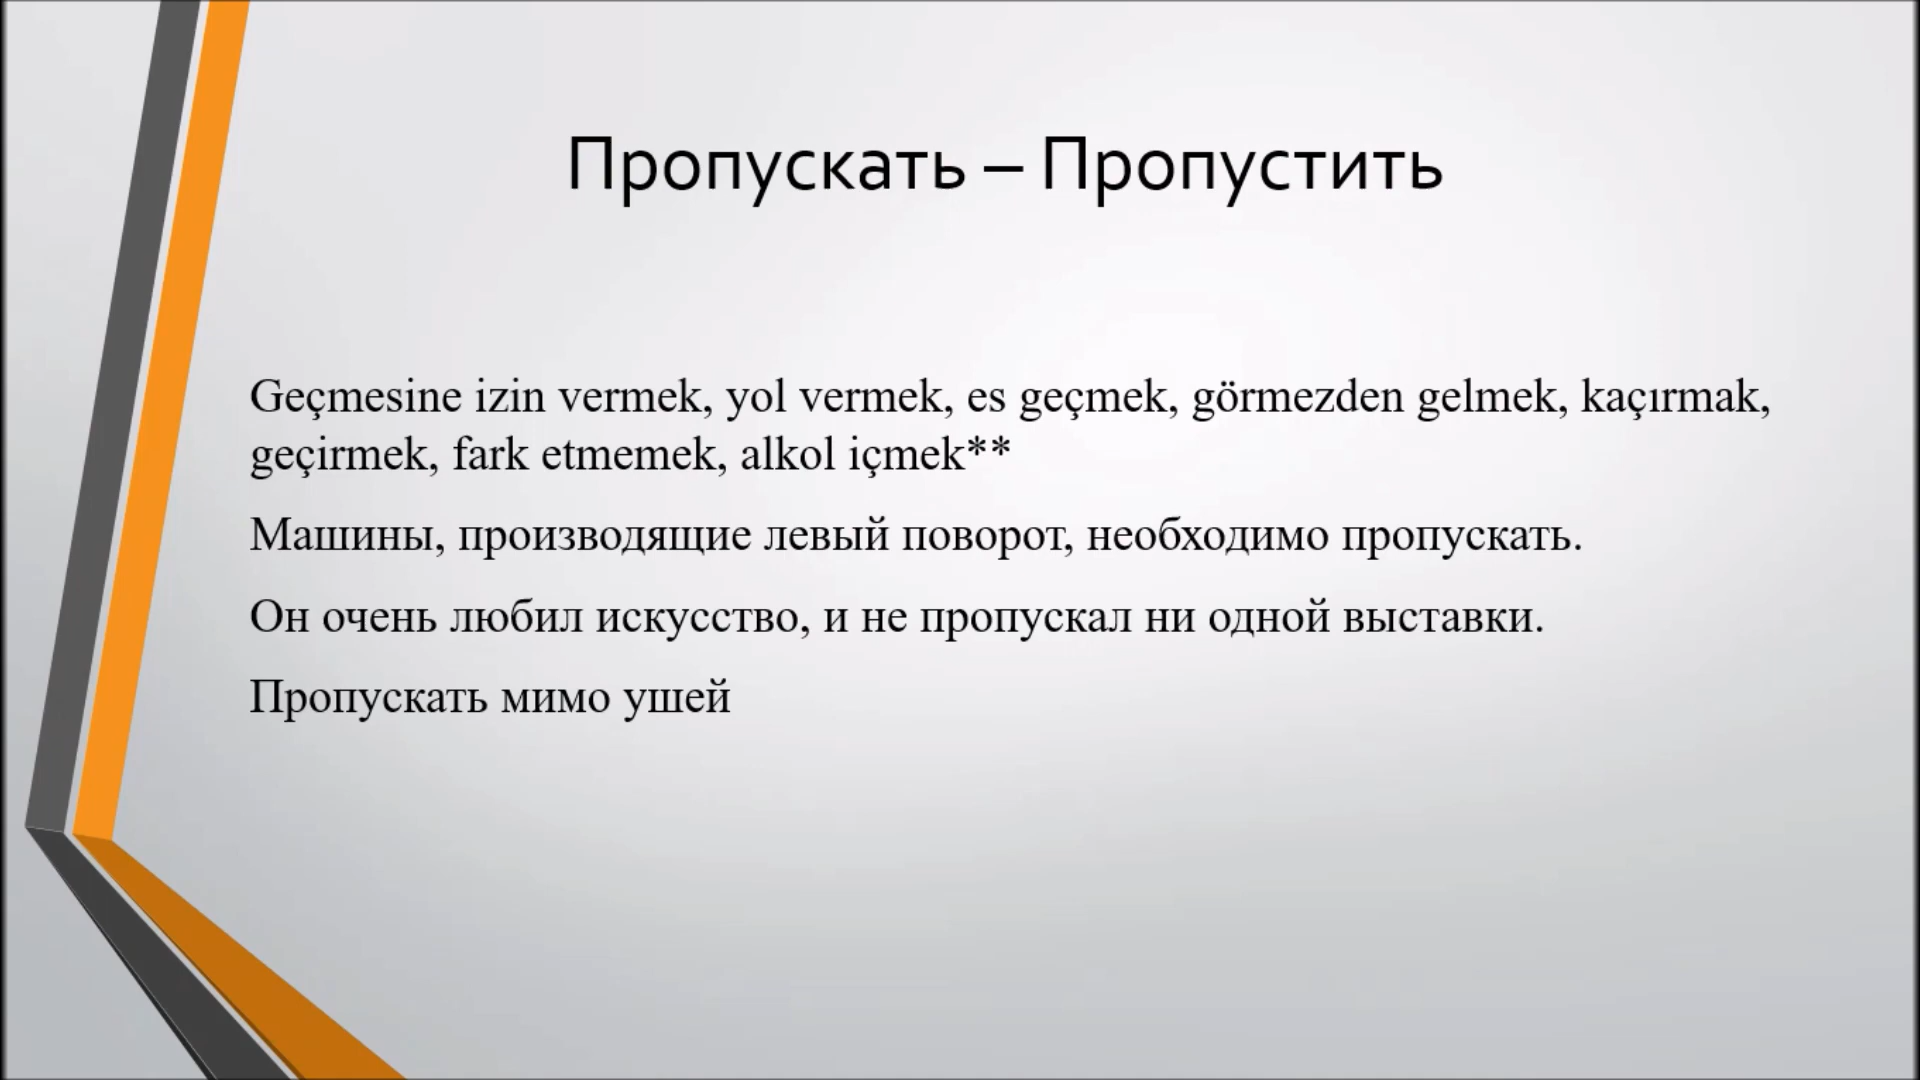 Пропускать – Пропустить
Geçmesine izin vermek, yol vermek, es geçmek, görmezden gelmek, kaçırmak,
geçirmek, fark etmemek, alkol içmek**
Машины, производящие левый поворот, необходимо пропускать.
Он очень любил искусство, и не пропускал ни одной выставки.
Пропускать мимо ушей